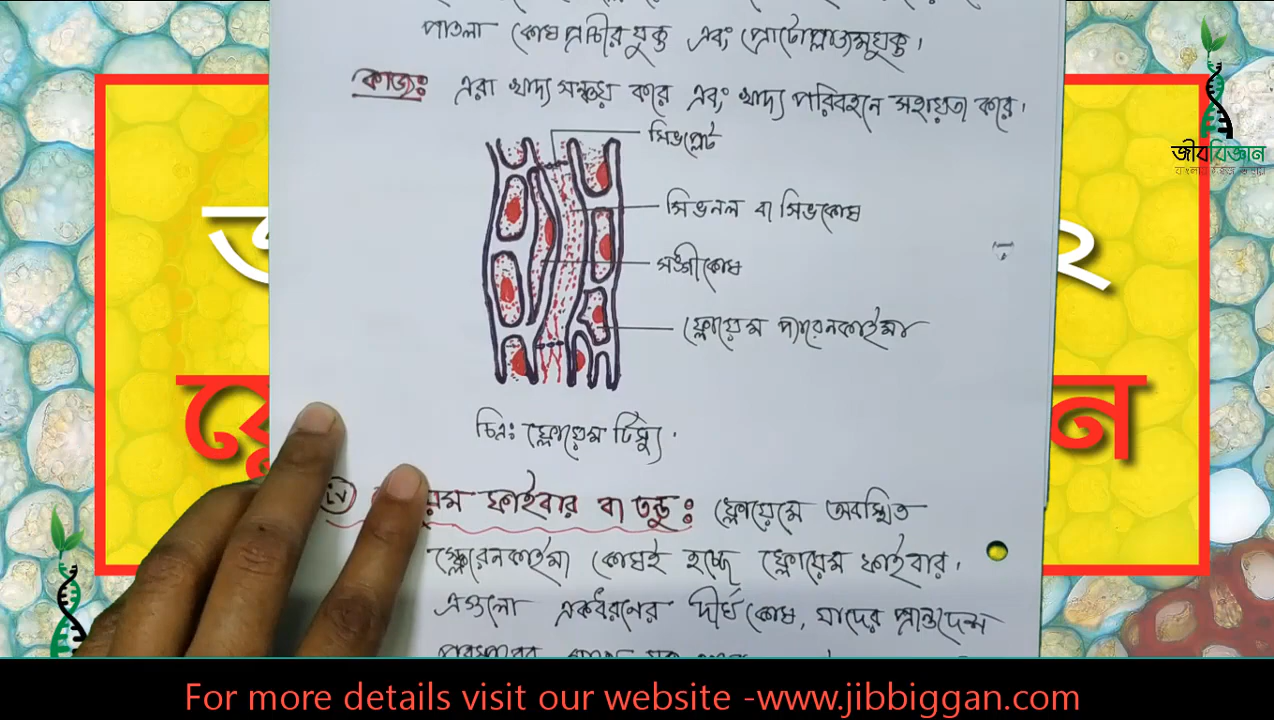 পাতলা কোষপ্রাচীর যুক্ত এবং প্রোটোপ্লাজমযুক্ত।
কাজঃ এরা খাদ্য সঞ্চয় করে এবং খাদ্য পরিবহনে সহায়তা করে।
সিভপ্লেট
জীববিজ্ঞান
সিভনল বা সিভকোষ
সঙ্গীকোষ
ফ্লোয়েম প্যারেনকাইমা
চিত্রঃ ফ্লোয়েম টিস্যু।
ফাইবার বা তন্তুঃ ফ্লোয়েমে অবস্থিত
স্ক্লেরেনকাইমা কোষই হচ্ছে ফ্লোয়েম ফাইবার।
এগুলো একধরনের দীর্ঘ কোষ, যাদের প্রান্তদেশ
For more details visit our website -www.jibbiggan.com